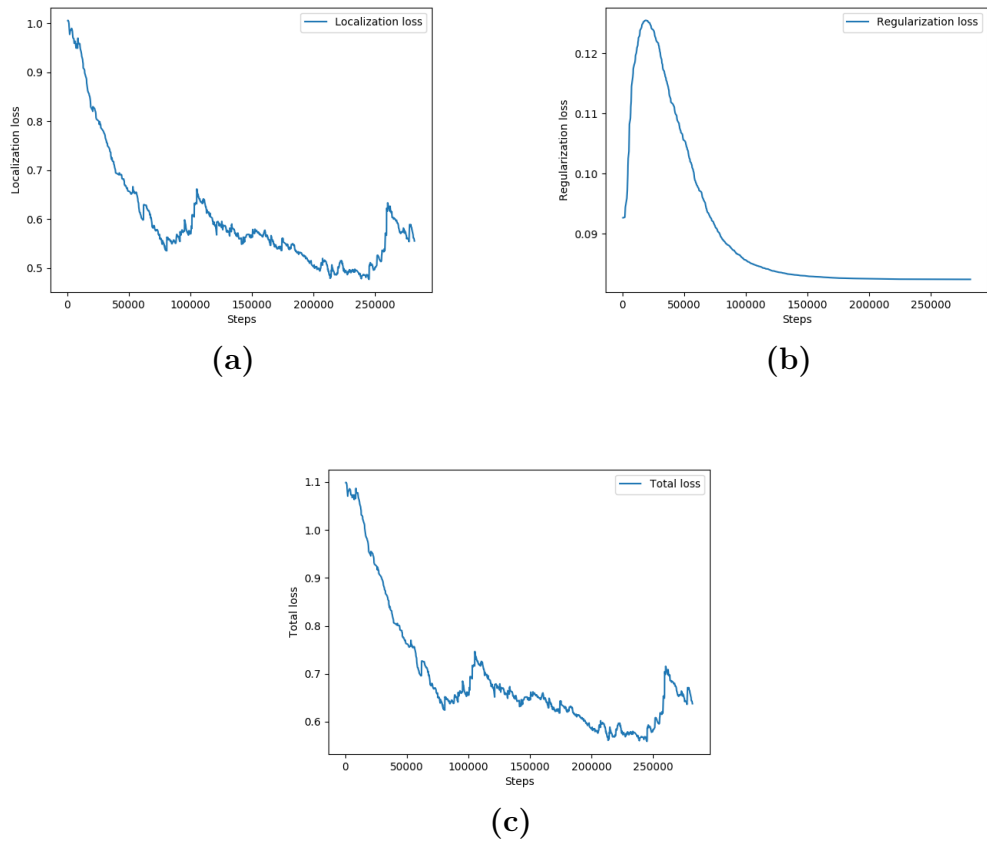 Localization loss
1.0
0.9
0.8
0.7
0.6
0.5
Localization loss
0 50000 100000 150000 200000 250000
Steps
(a)
Regularization loss
0.12
0.11
0.10
0.09
Regularization loss
0 50000 100000 150000 200000 250000
Steps
(b)
Total loss
1.1
1.0
0.9
0.8
0.7
0.6
Total loss
0 50000 100000 150000 200000 250000
Steps
(c)